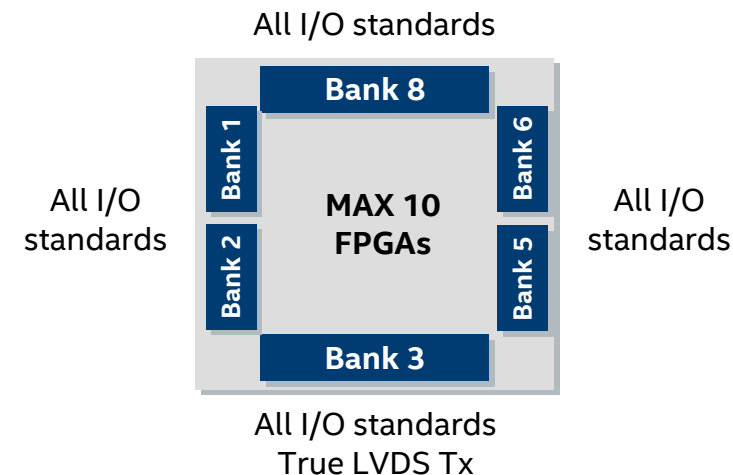 All I/O standards
Bank 8
Bank 1
Bank 6
All I/O
standards
MAX 10
FPGAs
All I/O
standards
Bank 2
Bank 5
Bank 3
All I/O standards
True LVDS Tx